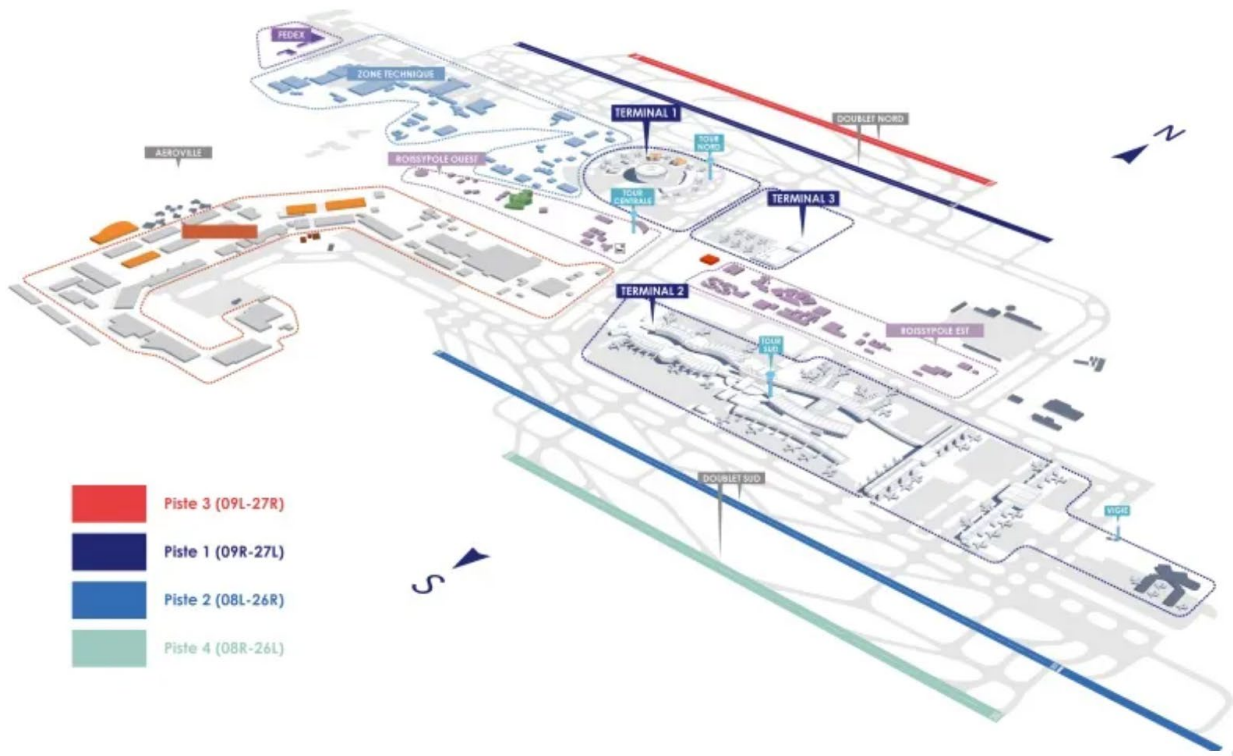 FEDEX
ZONE TECHNIQUE
TERMINAL 1
DOUBLET NORD
TOUR
NORD
N
AEROVILLE
ROISSYPOLE OUEST
TOUR
CENTRALE
TERMINAL 3
TERMINAL 2
ROISSYPOLE EST
TOUR
SUD
DOUBLET SUD
VIGIE
S
Piste 3 (09L-27R)
Piste 1 (09R-27L)
Piste 2 (08L-26R)
Piste 4 (08R-26L)